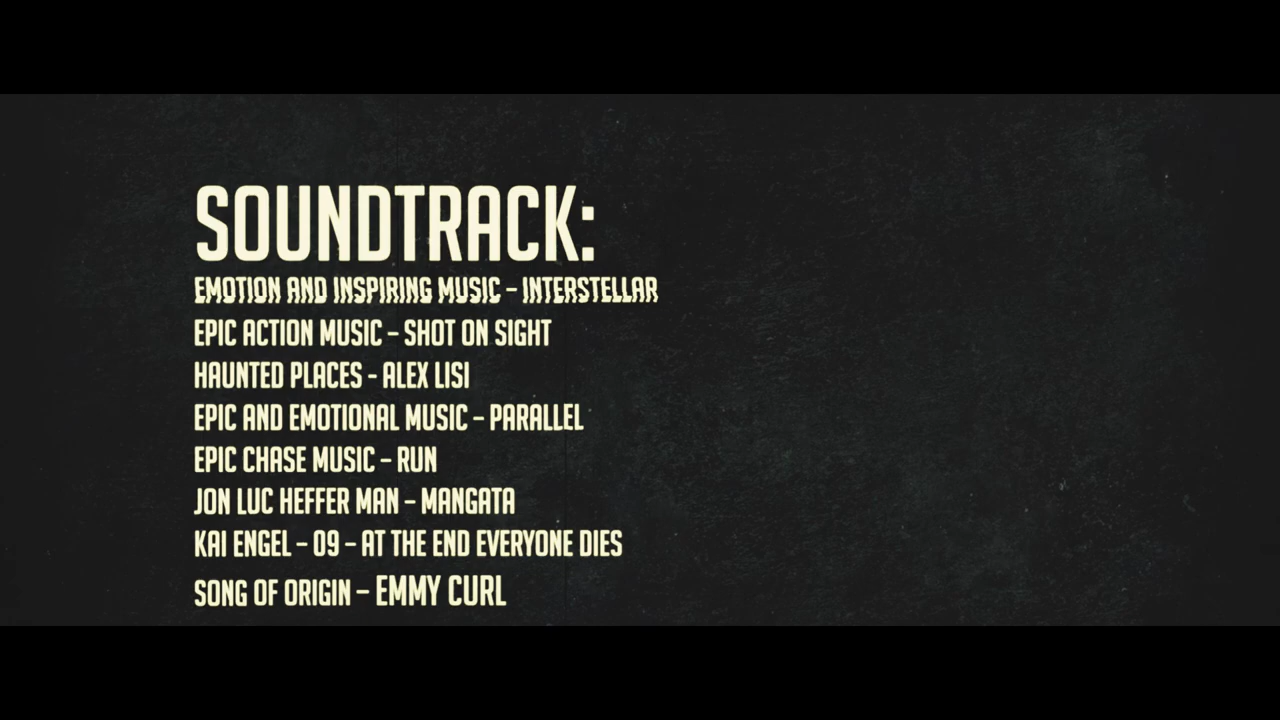 SOUNDTRACK:
EMOTION AND INSPIRING MUSIC – INTERSTELLAR
EPIC ACTION MUSIC – SHOT ON SIGHT
HAUNTED PLACES - ALEX LISI
EPIC AND EMOTIONAL MUSIC – PARALLEL
EPIC CHASE MUSIC – RUN
JON LUC HEFFER MAN – MANGATA
KAI ENGEL – 09 – AT THE END EVERYONE DIES
SONG OF ORIGIN – EMMY CURL